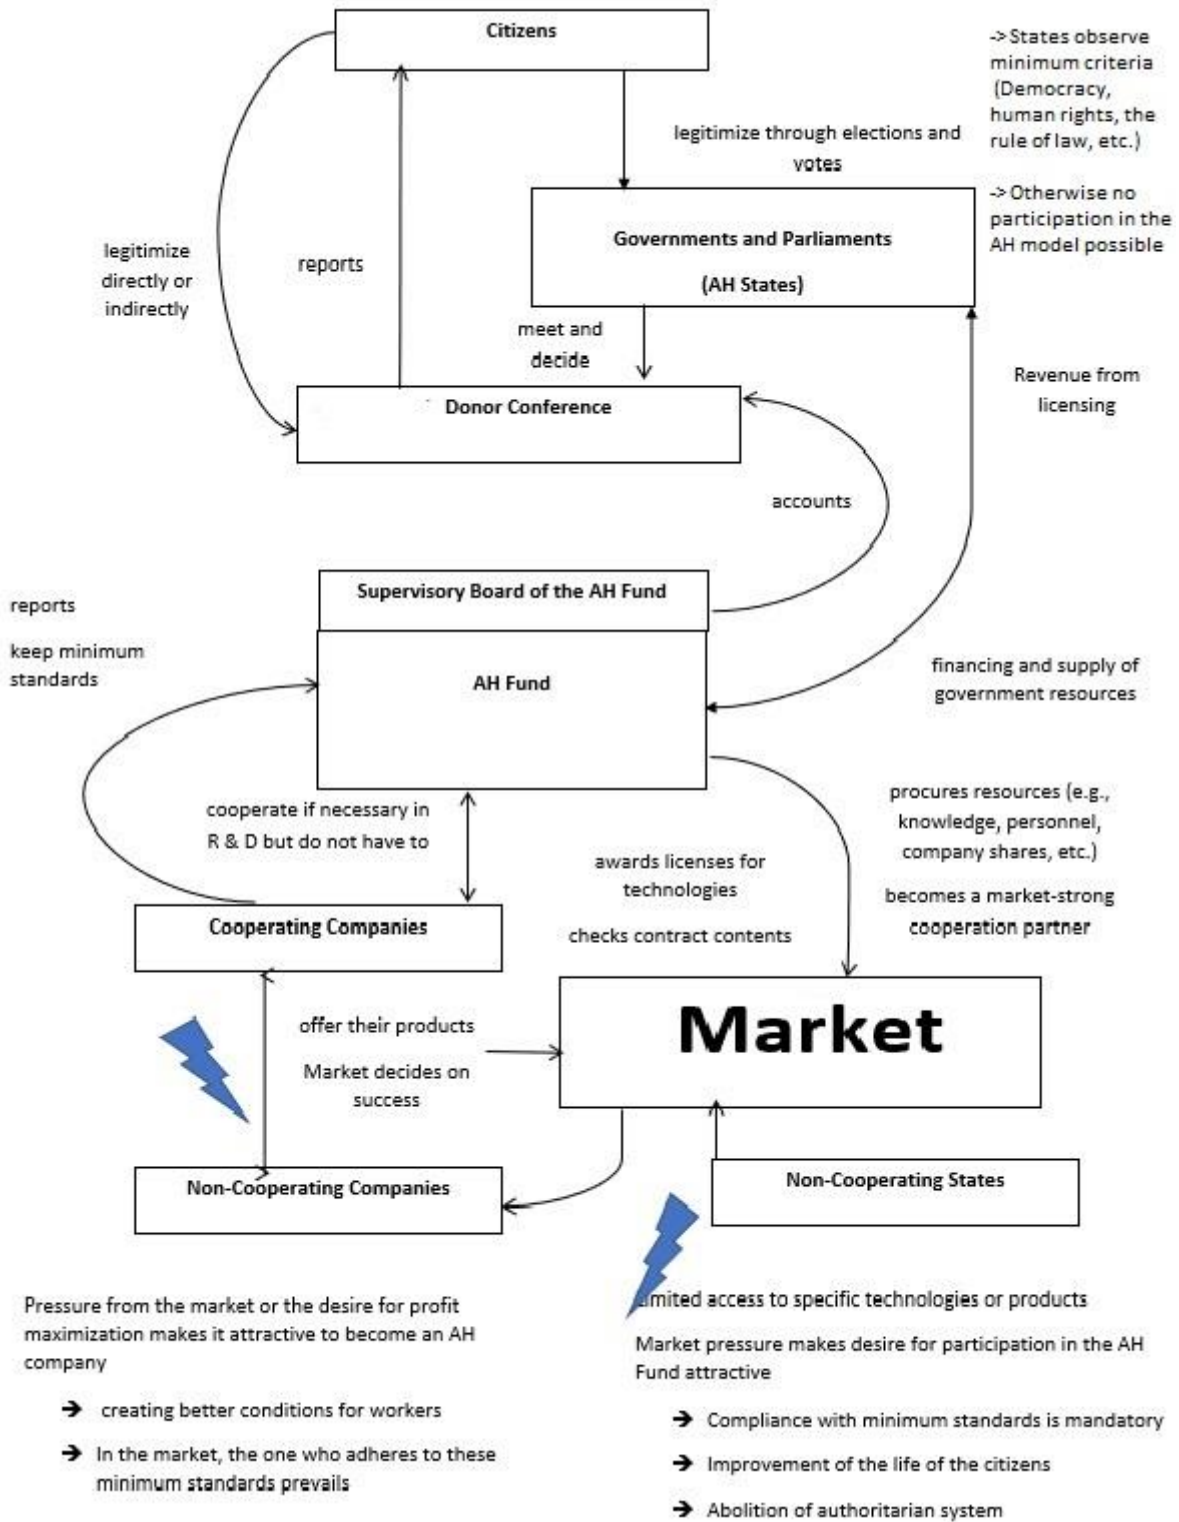 Citizens
-> States observe
minimum criteria
(Democracy,
human rights, the
rule of law, etc.)
legitimize through elections and
votes
-> Otherwise no
participation in the
AH model possible
Governments and Parliaments
(AH States)
legitimize
directly or
indirectly
reports
meet and
decide
Revenue from
licensing
Donor Conference
accounts
Supervisory Board of the AH Fund
reports
keep minimum
standards
AH Fund
financing and supply of
government resources
cooperate if necessary in
R & D but do not have to
procures resources (e.g.,
knowledge, personnel,
company shares, etc.)
becomes a market-strong
cooperation partner
awards licenses for
technologies
checks contract contents
Cooperating Companies
Market
offer their products
Market decides on
success
Non-Cooperating Companies
Non-Cooperating States
Pressure from the market or the desire for profit
maximization makes it attractive to become an AH
company
➔ creating better conditions for workers
➔ In the market, the one who adheres to these
minimum standards prevails
Limited access to specific technologies or products
Market pressure makes desire for participation in the AH
Fund attractive
➔ Compliance with minimum standards is mandatory
➔ Improvement of the life of the citizens
➔ Abolition of authoritarian system